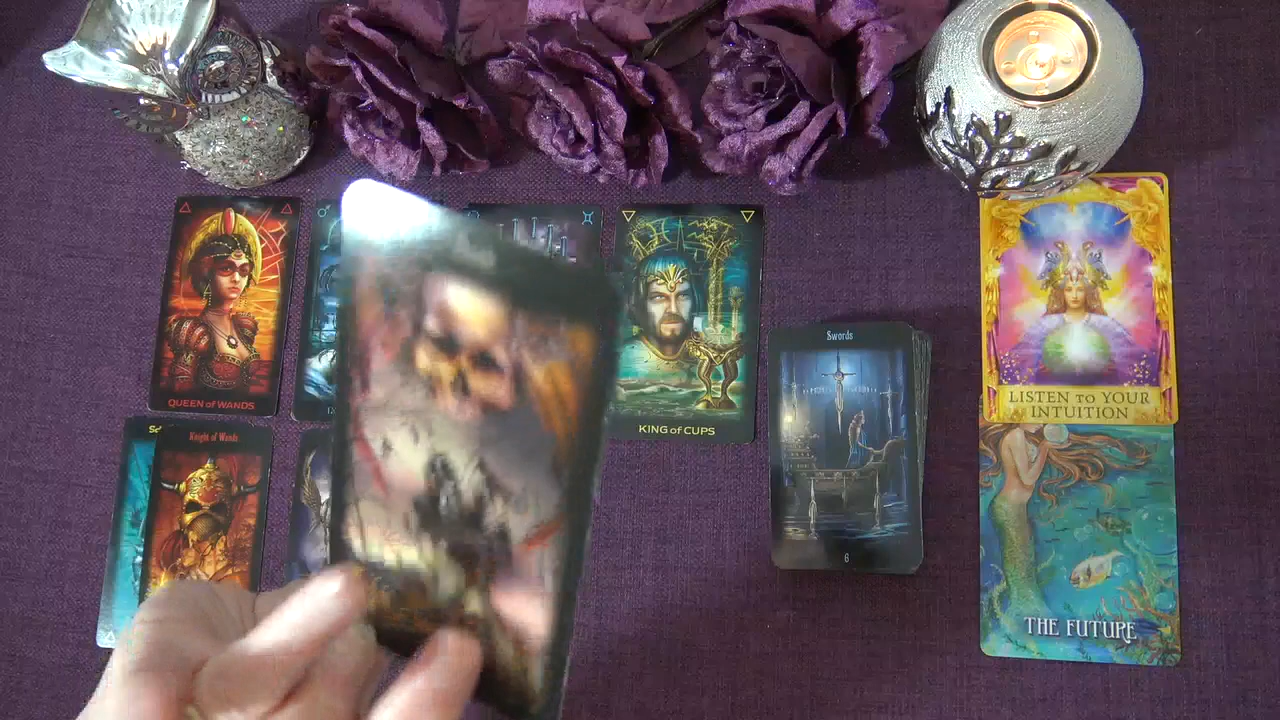 QUEEN of WANDS
KING of CUPS
Knight of Wands
Swords
6
LISTEN TO YOUR
INTUITION
THE FUTURE